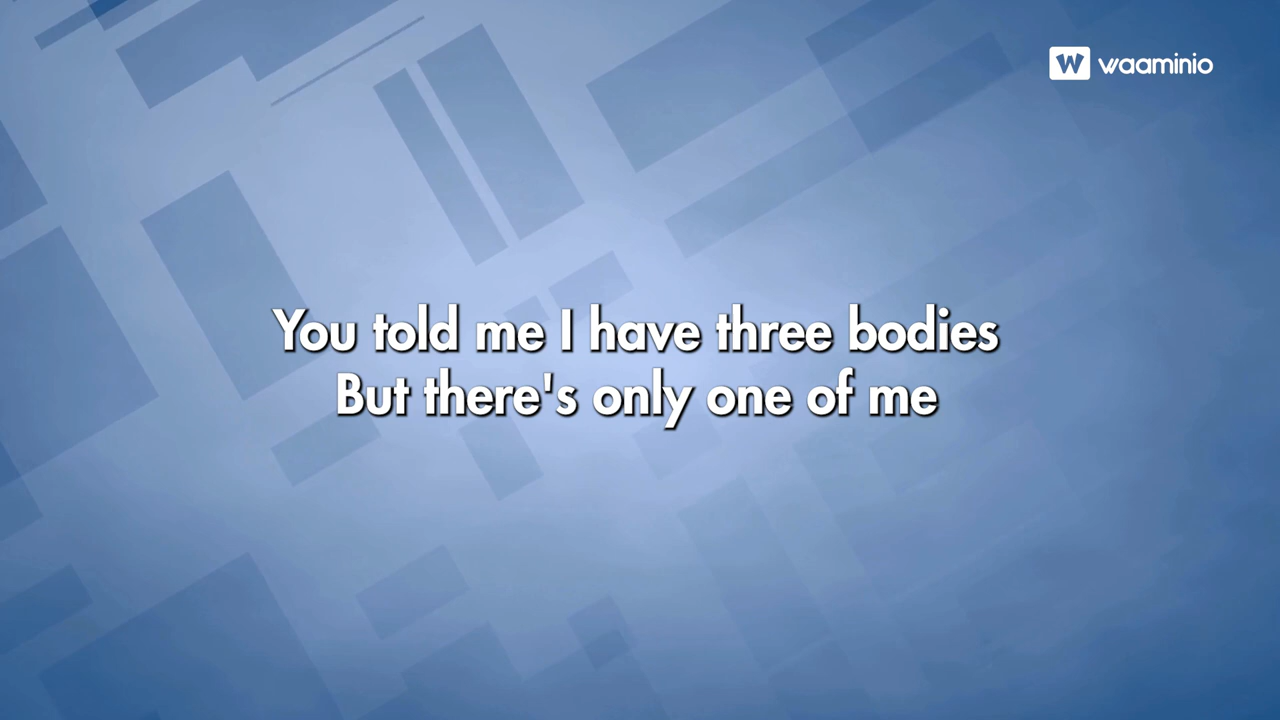 W waaminio
You told me I have three bodies
But there's only one of me